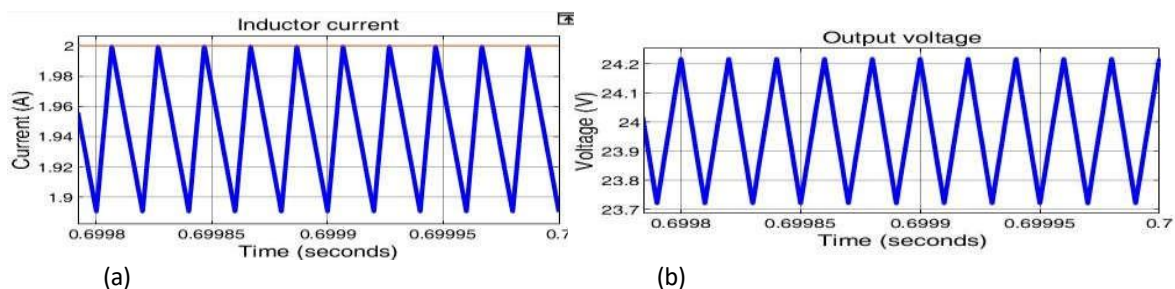 Inductor current
Current (A)
2
1.98
1.96
1.94
1.92
1.9
0.6998
0.69985
0.6999
0.69995
0.7
Time (seconds)
(a)
Output voltage
Voltage (V)
24.2
24.1
24
23.9
23.8
23.7
0.6998
0.69985
0.6999
0.69995
0.7
Time (seconds)
(b)